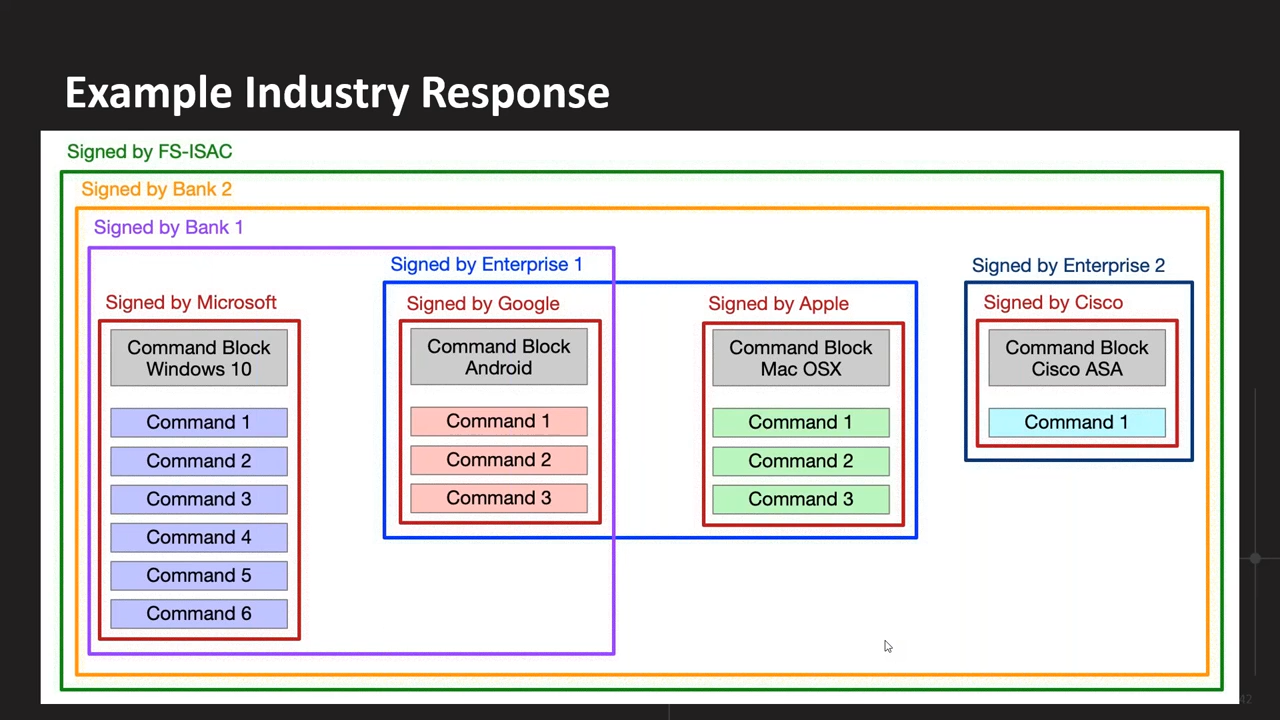 Example Industry Response
Signed by FS-ISAC
Signed by Bank 2
Signed by Bank 1
Signed by Enterprise 1
Signed by Enterprise 2
Signed by Microsoft
Command Block
Windows 10
Command 1
Command 2
Command 3
Command 4
Command 5
Command 6
Signed by Google
Command Block
Android
Command 1
Command 2
Command 3
Signed by Apple
Command Block
Mac OSX
Command 1
Command 2
Command 3
Signed by Cisco
Command Block
Cisco ASA
Command 1
42